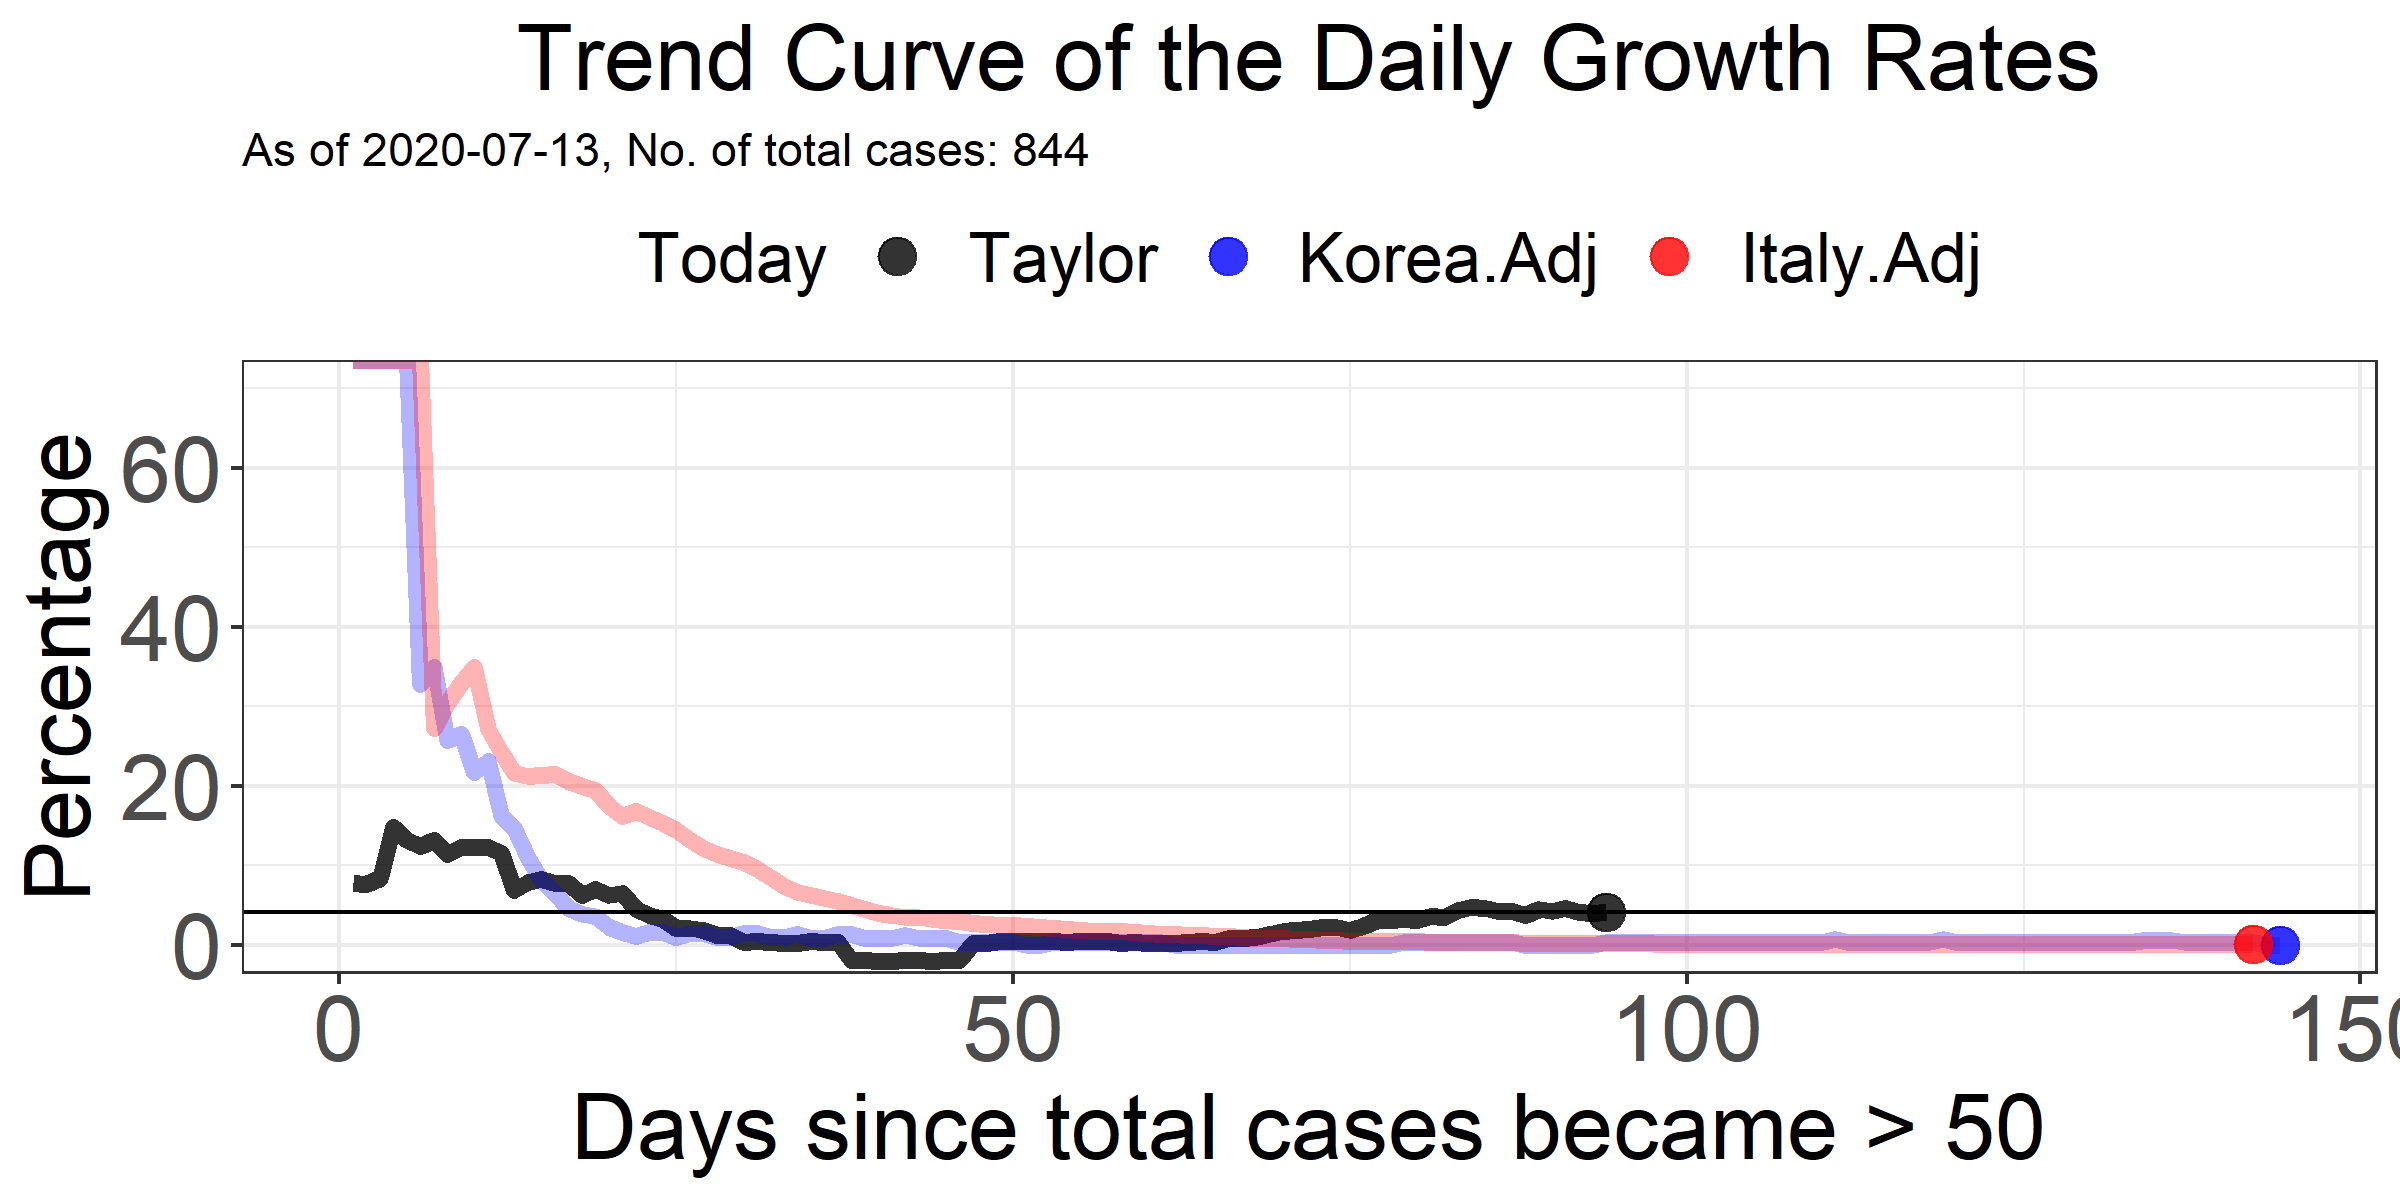 Trend Curve of the Daily Growth Rates
As of 2020-07-13, No. of total cases: 844
Today Taylor Korea.Adj Italy.Adj
Percentage
60
40
20
0
0 50 100 150
Days since total cases became > 50